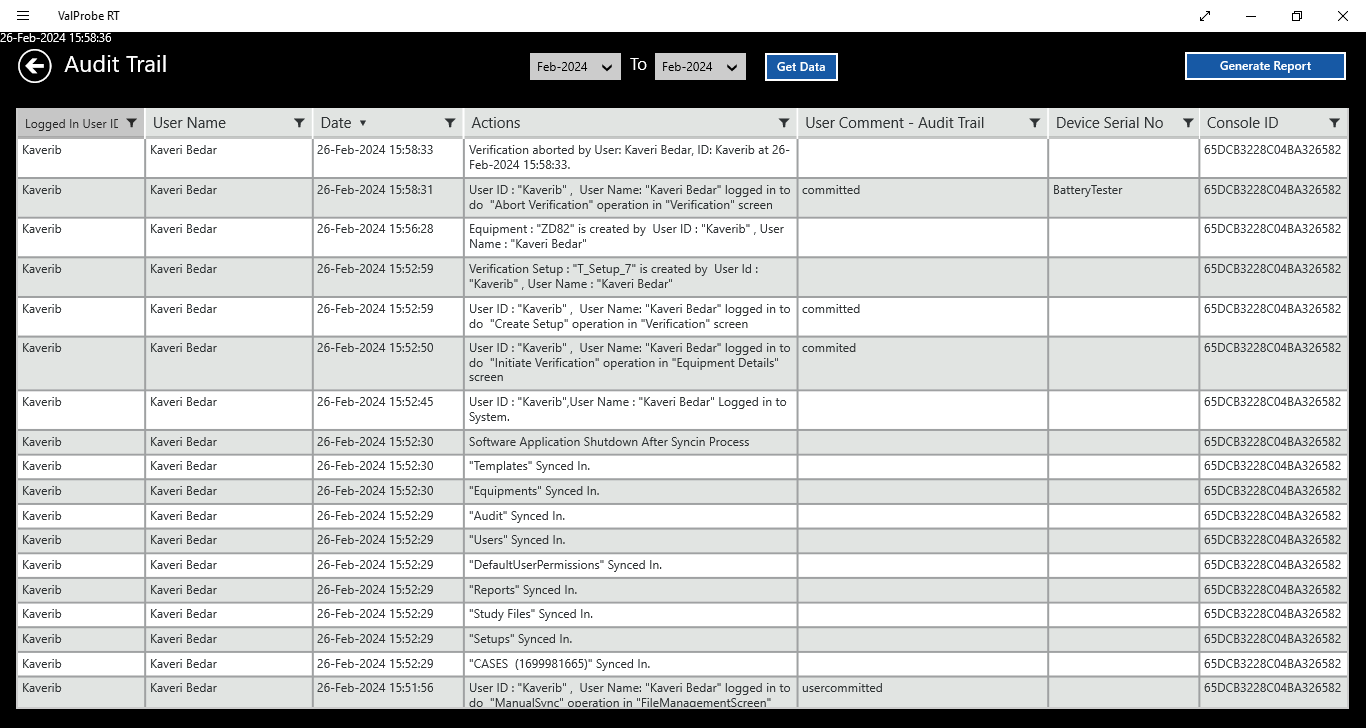 ValProbe RT
26-Feb-2024 15:58:36
Audit Trail
Feb-2024 To Feb-2024 Get Data Generate Report
Logged In User ID User Name Date Actions User Comment - Audit Trail Device Serial No Console ID
Kaverib Kaveri Bedar 26-Feb-2024 15:58:33 Verification aborted by User: Kaveri Bedar, ID: Kaverib at 26- 65DCB3228C04BA326582
Feb-2024 15:58:33.
Kaverib Kaveri Bedar 26-Feb-2024 15:58:31 User ID : "Kaverib" , User Name: "Kaveri Bedar" logged in to committed BatteryTester 65DCB3228C04BA326582
do "Abort Verification" operation in "Verification" screen
Kaverib Kaveri Bedar 26-Feb-2024 15:56:28 Equipment : "ZD82" is created by User ID : "Kaverib" , User 65DCB3228C04BA326582
Name : "Kaveri Bedar"
Kaverib Kaveri Bedar 26-Feb-2024 15:52:59 Verification Setup : "T_Setup_7" is created by User Id : 65DCB3228C04BA326582
"Kaverib" , User Name : "Kaveri Bedar"
Kaverib Kaveri Bedar 26-Feb-2024 15:52:59 User ID : "Kaverib" , User Name: "Kaveri Bedar" logged in to committed 65DCB3228C04BA326582
do "Create Setup" operation in "Verification" screen
Kaverib Kaveri Bedar 26-Feb-2024 15:52:50 User ID : "Kaverib" , User Name: "Kaveri Bedar" logged in to commited 65DCB3228C04BA326582
do "Initiate Verification" operation in "Equipment Details"
screen
Kaverib Kaveri Bedar 26-Feb-2024 15:52:45 User ID : "Kaverib",User Name : "Kaveri Bedar" Logged in to 65DCB3228C04BA326582
System.
Kaverib Kaveri Bedar 26-Feb-2024 15:52:30 Software Application Shutdown After Syncin Process 65DCB3228C04BA326582
Kaverib Kaveri Bedar 26-Feb-2024 15:52:30 "Templates" Synced In. 65DCB3228C04BA326582
Kaverib Kaveri Bedar 26-Feb-2024 15:52:30 "Equipments" Synced In. 65DCB3228C04BA326582
Kaverib Kaveri Bedar 26-Feb-2024 15:52:29 "Audit" Synced In. 65DCB3228C04BA326582
Kaverib Kaveri Bedar 26-Feb-2024 15:52:29 "Users" Synced In. 65DCB3228C04BA326582
Kaverib Kaveri Bedar 26-Feb-2024 15:52:29 "DefaultUserPermissions" Synced In. 65DCB3228C04BA326582
Kaverib Kaveri Bedar 26-Feb-2024 15:52:29 "Reports" Synced In. 65DCB3228C04BA326582
Kaverib Kaveri Bedar 26-Feb-2024 15:52:29 "Study Files" Synced In. 65DCB3228C04BA326582
Kaverib Kaveri Bedar 26-Feb-2024 15:52:29 "Setups" Synced In. 65DCB3228C04BA326582
Kaverib Kaveri Bedar 26-Feb-2024 15:52:29 "CASES (1699981665)" Synced In. 65DCB3228C04BA326582
Kaverib Kaveri Bedar 26-Feb-2024 15:51:56 User ID : "Kaverib" , User Name: "Kaveri Bedar" logged in to usercommitted 65DCB3228C04BA326582
do "ManualSync" operation in "FileManagementScreen"